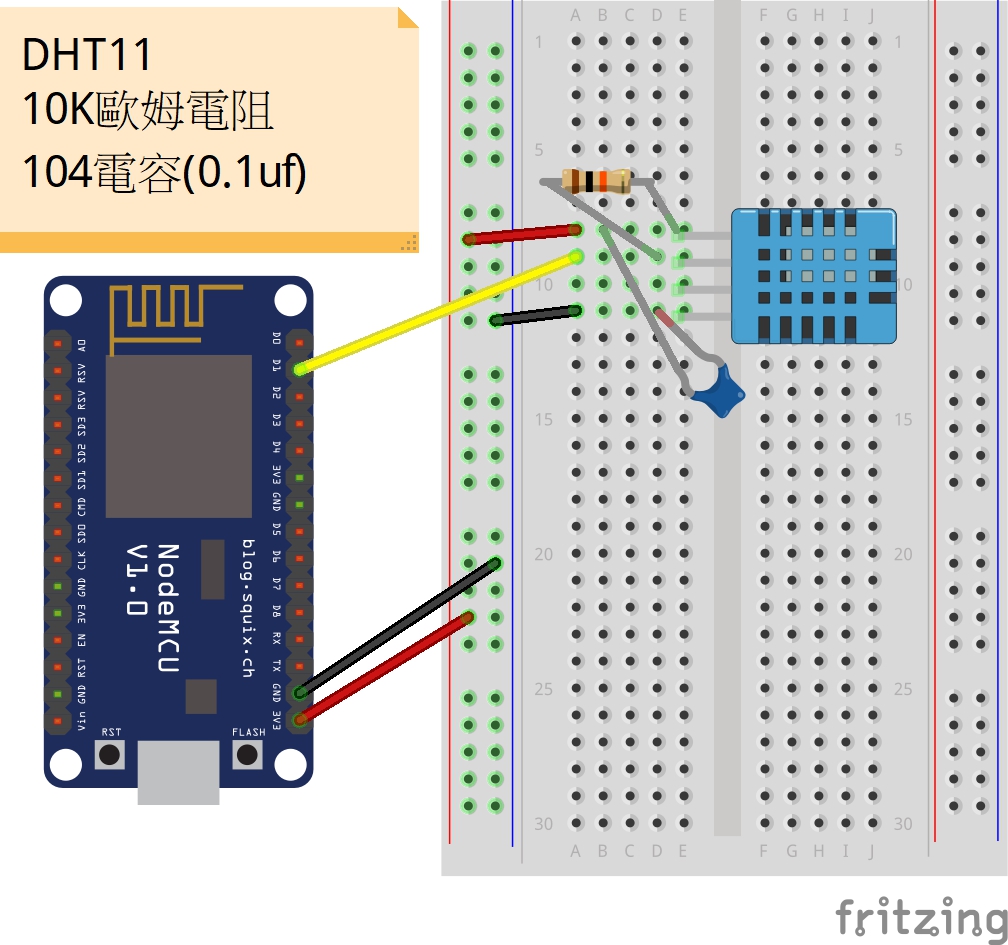 DHT11
10K歐姆電阻
104電容(0.1uf)
A B C D E F G H I J
1 1
5 5
10 10
15 15
20 20
25 25
30 30
A B C D E F G H I J
A0
RSV
RSV
SD3
SD2
SD1
CMD
SD0
CLK
GND
3V3
EN
RST
GND
Vin
D0
D1
D2
D3
D4
3V3
GND
D5
D6
D7
D8
RX
TX
GND
3V3
NodeMCU
V1.0
blog.squix.ch
RST
FLASH
fritzing